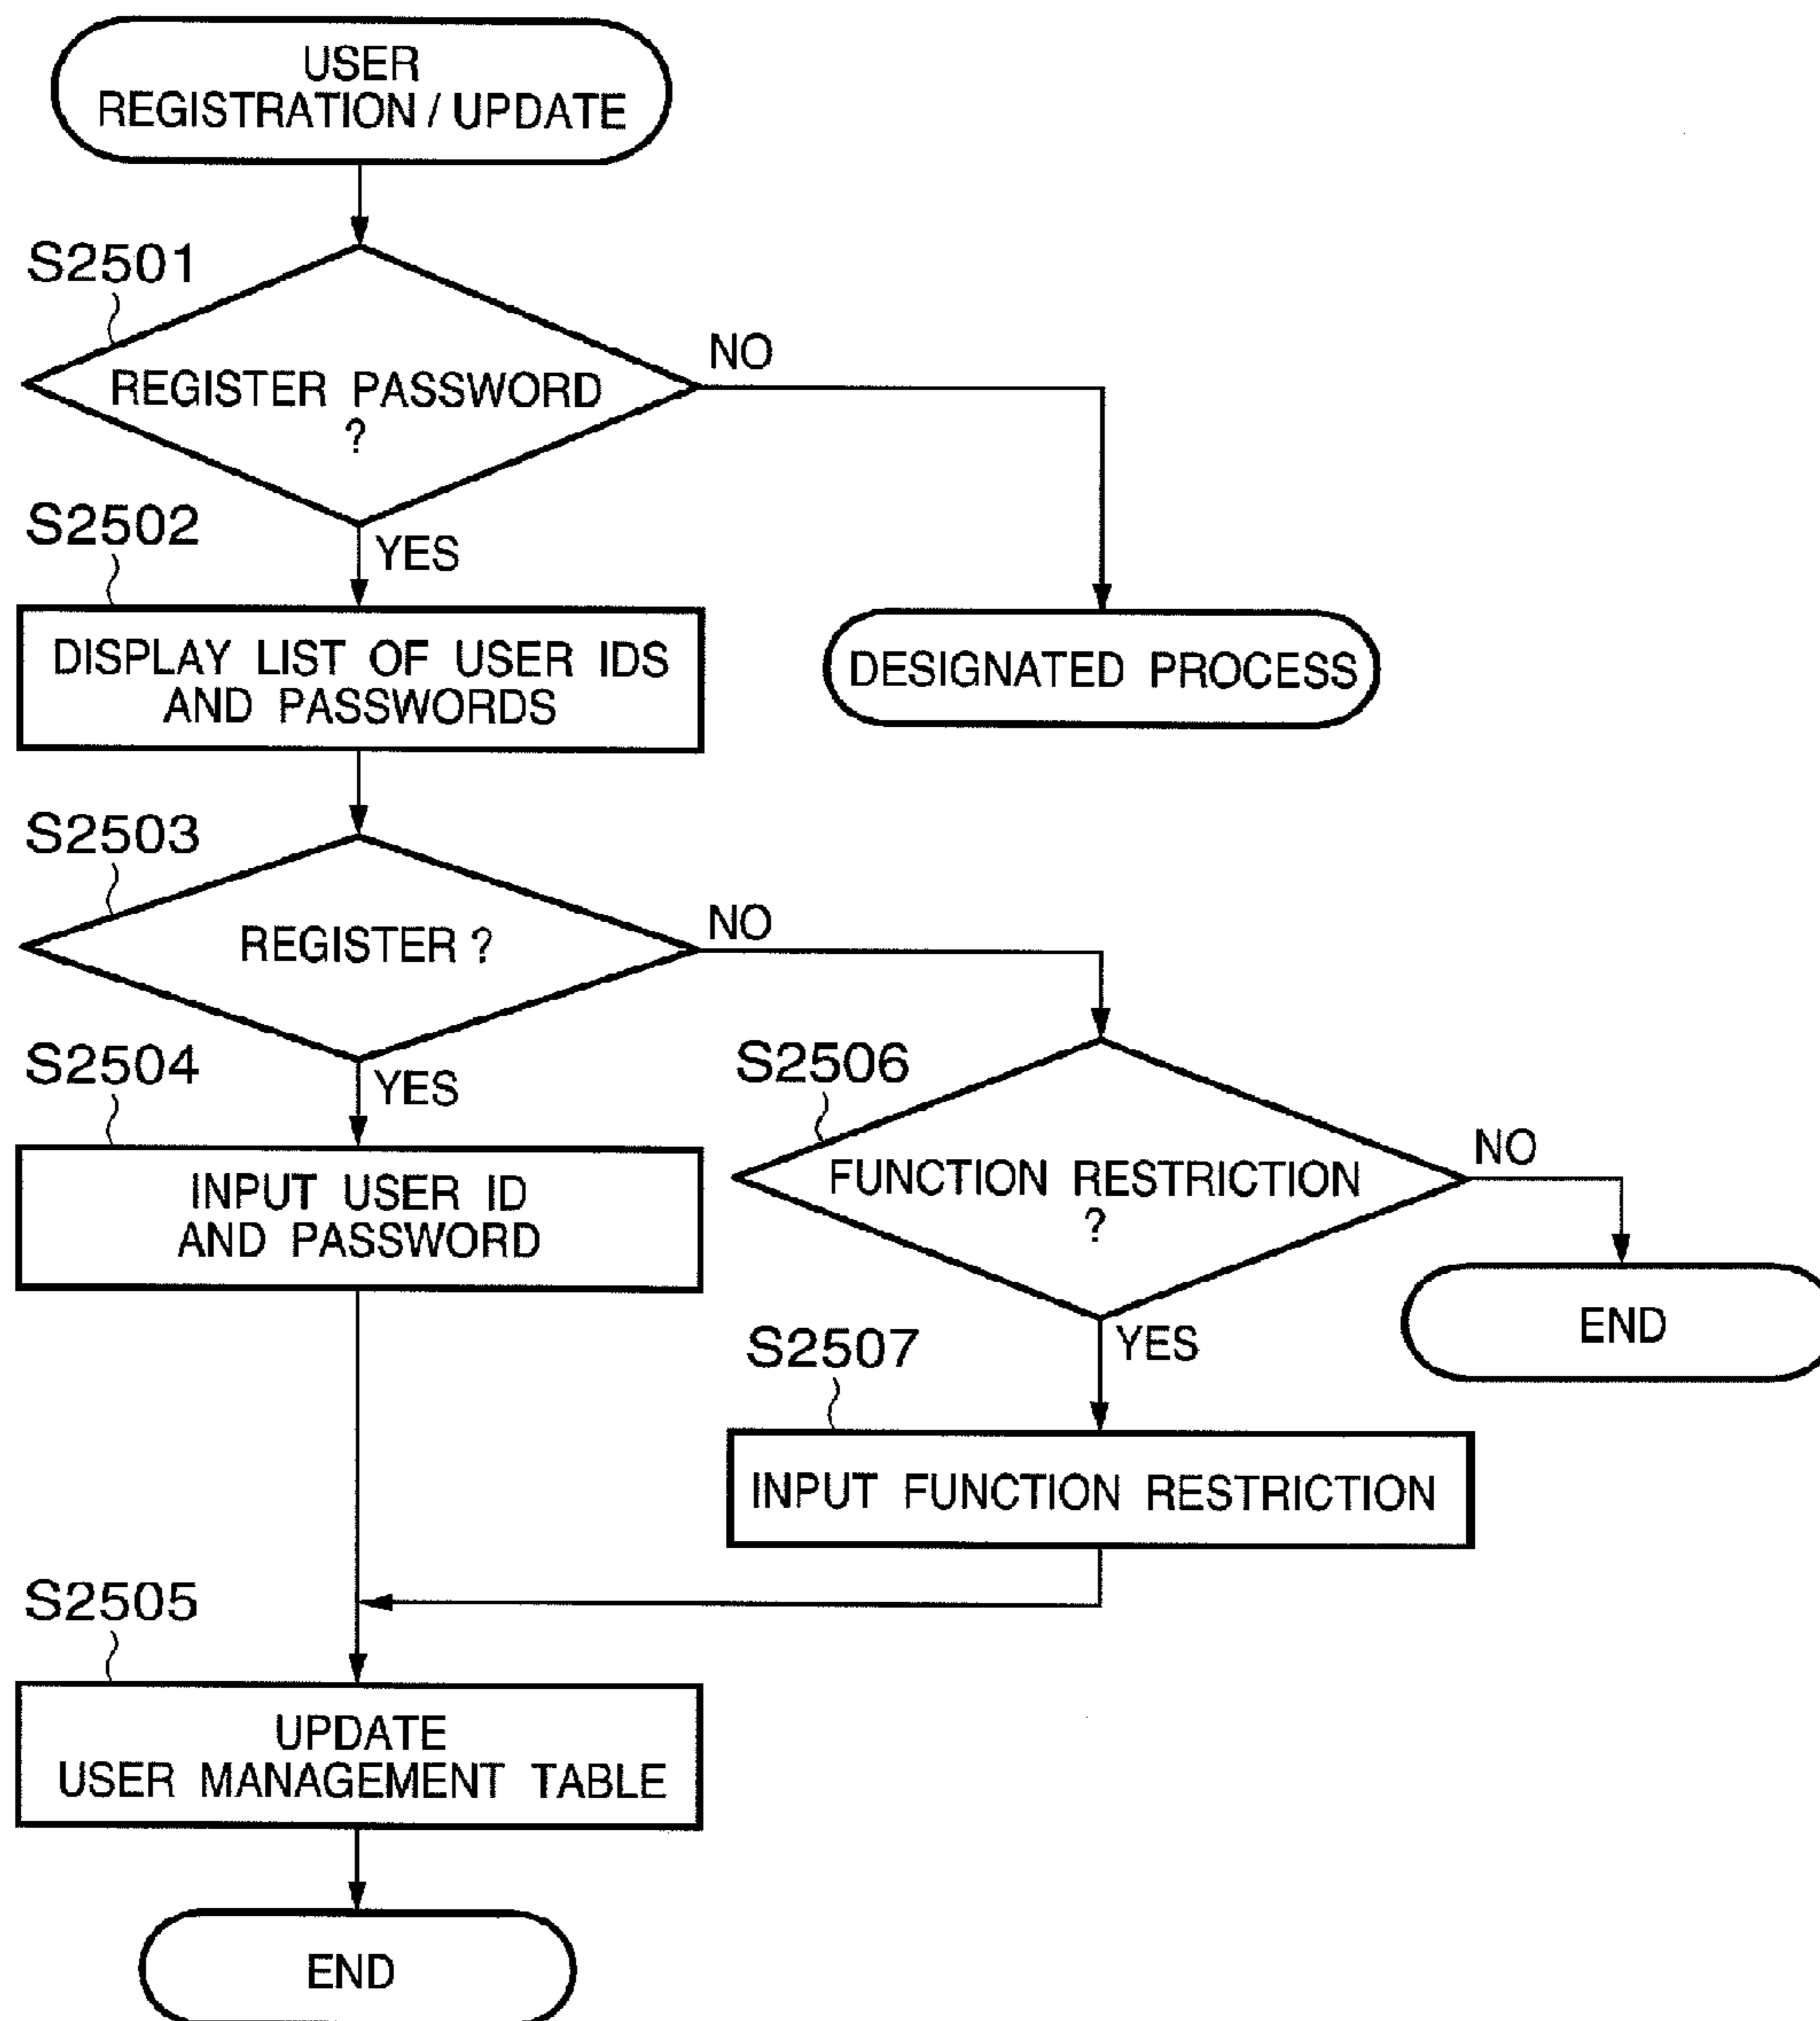 USER
REGISTRATION / UPDATE
S2501
REGISTER PASSWORD
?
NO
YES
S2502
DISPLAY LIST OF USER IDS
AND PASSWORDS
DESIGNATED PROCESS
S2503
REGISTER ?
NO
YES
S2504
INPUT USER ID
AND PASSWORD
S2506
FUNCTION RESTRICTION
?
NO
END
YES
S2507
INPUT FUNCTION RESTRICTION
S2505
UPDATE
USER MANAGEMENT TABLE
END